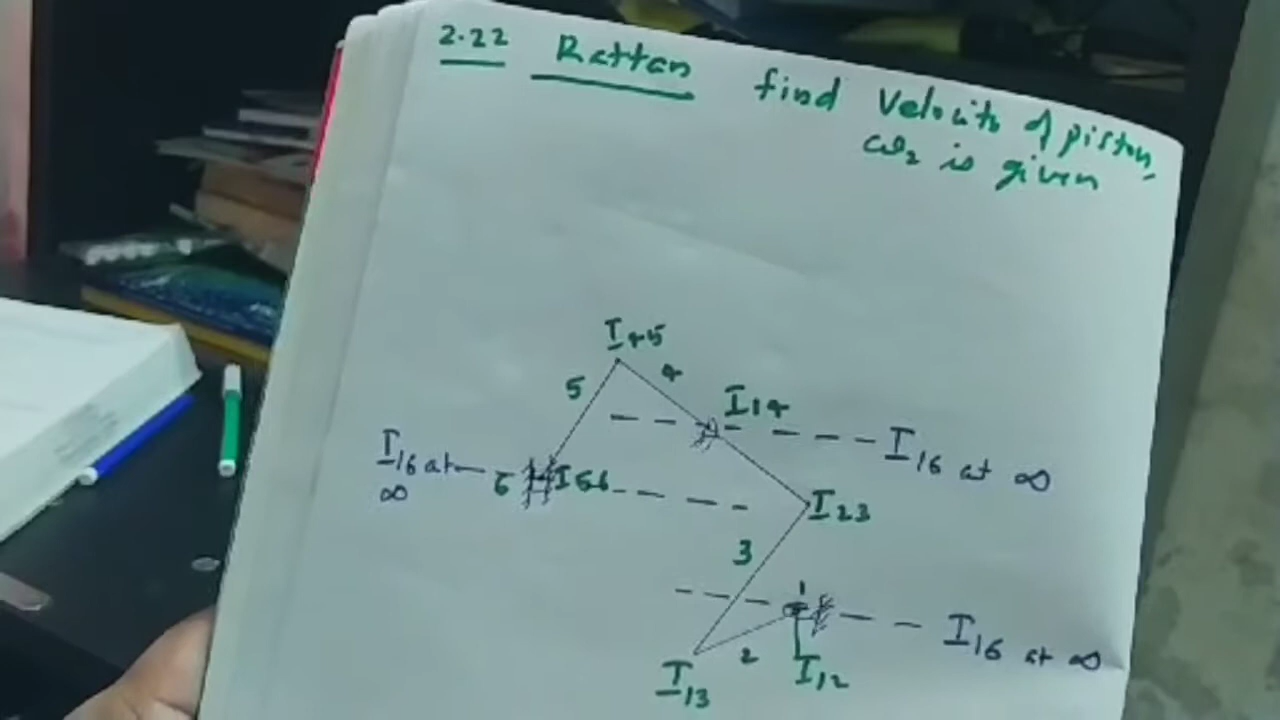 2.22 Rattan find Velocity of piston,
ω₂ is given
I45
5 4
I14
I16 at ∞
I16 at ∞
6 I56
I23
3
1
I16 at ∞
2
I13 I12